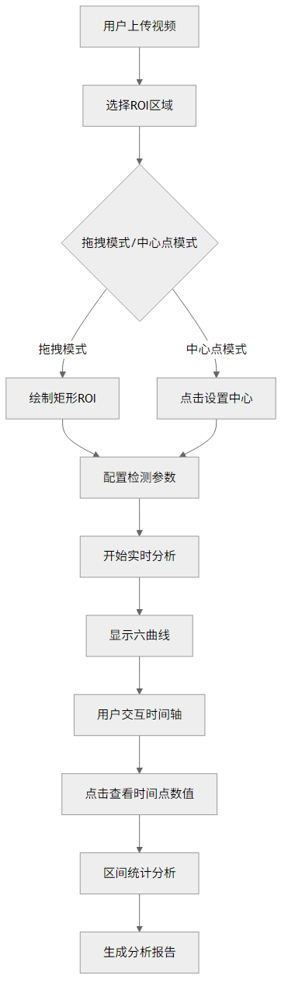 用户上传视频
选择ROI区域
拖拽模式/中心点模式
拖拽模式
中心点模式
绘制矩形ROI
点击设置中心
配置检测参数
开始实时分析
显示六曲线
用户交互时间轴
点击查看时间点数值
区间统计分析
生成分析报告